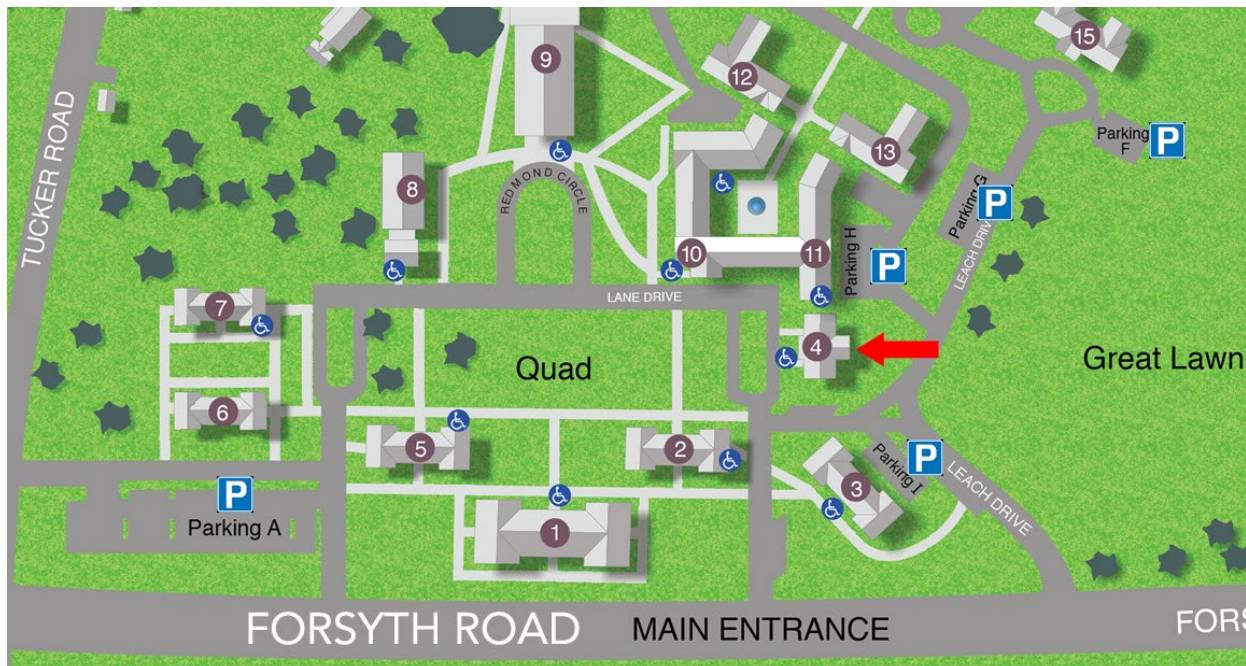 9
15
12
Parking
F
P
13
TUCKER ROAD
8
REDMOND CIRCLE
Parking G
P
10
11
Parking H
P
LEACH DRIVE
7
LANE DRIVE
4
Quad
Great Lawn
6
5
2
3
Parking I
P
LEACH DRIVE
P
Parking A
1
FORSYTH ROAD
MAIN ENTRANCE
FORS